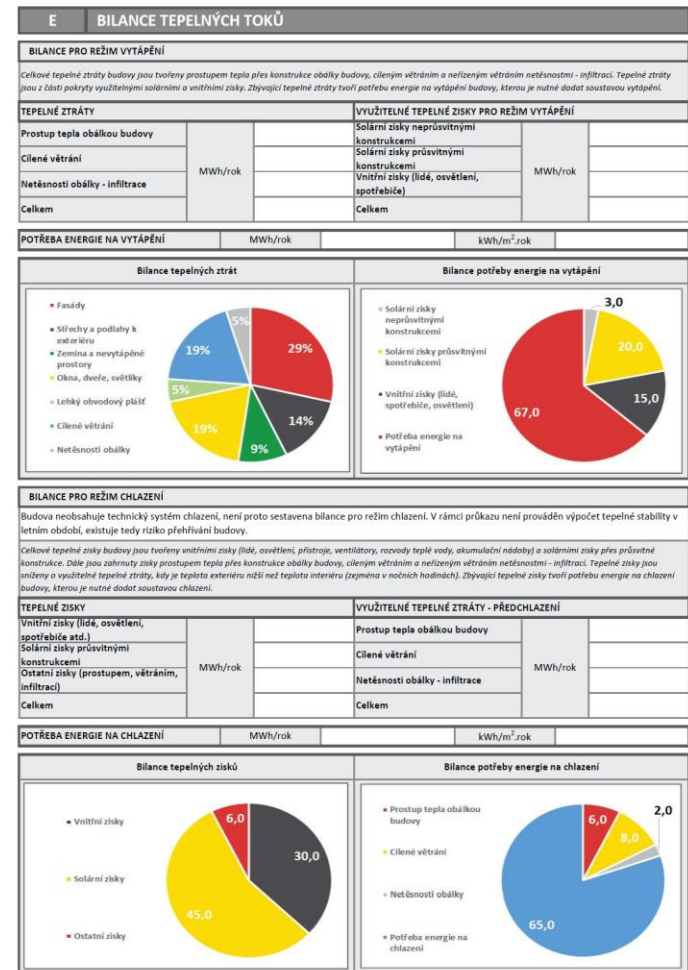 E BILANCE TEPELNÝCH TOKŮ
BILANCE PRO REŽIM VYTÁPĚNÍ
Celkové tepelné ztráty budovy jsou tvořeny prostupem tepla přes konstrukce obálky budovy, cíleným větráním a neřízeným větráním netěsnostmi - infiltrací. Tepelné ztráty
jsou z části pokryty využitelnými solárními a vnitřními zisky. Zbývající tepelné ztráty tvoří potřebu energie na vytápění budovy, kterou je nutné dodat soustavou vytápění.
TEPELNÉ ZTRÁTY
Prostup tepla obálkou budovy
Cílené větrání
Netěsnosti obálky - infiltrace
Celkem
MWh/rok
VYUŽITELNÉ TEPELNÉ ZISKY PRO REŽIM VYTÁPĚNÍ
Solární zisky neprůsvitnými
konstrukcemi
Solární zisky průsvitnými
konstrukcemi
Vnitřní zisky (lidé, osvětlení,
spotřebiče)
Celkem
MWh/rok
POTŘEBA ENERGIE NA VYTÁPĚNÍ MWh/rok kWh/m².rok
Bilance tepelných ztrát
Fasády
Střechy a podlahy k
exteriéru
Zemina a nevytápěné
prostory
Okna, dveře, světlíky
Lehký obvodový plášť
Cílené větrání
Netěsnosti obálky
5%
29%
19%
14%
5%
19%
9%
Bilance potřeby energie na vytápění
Solární zisky
neprůsvitnými
konstrukcemi
Solární zisky průsvitnými
konstrukcemi
Vnitřní zisky (lidé,
spotřebiče, osvětlení)
Potřeba energie na
vytápění
3,0
20,0
15,0
67,0
BILANCE PRO REŽIM CHLAZENÍ
Budova neobsahuje technický systém chlazení, není proto sestavena bilance pro režim chlazení. V rámci průkazu není prováděn výpočet tepelné stability v
letním období, existuje tedy riziko přehřívání budovy.
Celkové tepelné zisky budovy jsou tvořeny vnitřními zisky (lidé, osvětlení, přístroje, ventilátory, rozvody teplé vody, akumulační nádoby) a solárními zisky přes průsvitné
konstrukce. Dále jsou zahrnuty zisky prostupem tepla přes konstrukce obálky budovy, cíleným větráním a neřízeným větráním netěsnostmi - infiltrací. Tepelné zisky jsou
sníženy o využitelné tepelné ztráty, kdy je teplota exteriéru nižší než teplota interiéru (zejména v nočních hodinách). Zbývající tepelné zisky tvoří potřebu energie na chlazení
budovy, kterou je nutné dodat soustavou chlazení.
TEPELNÉ ZISKY
Vnitřní zisky (lidé, osvětlení,
spotřebiče atd.)
Solární zisky průsvitnými
konstrukcemi
Ostatní zisky (prostupem, větráním,
infiltrací)
Celkem
MWh/rok
VYUŽITELNÉ TEPELNÉ ZTRÁTY - PŘEDCHLAZENÍ
Prostup tepla obálkou budovy
Cílené větrání
Netěsnosti obálky - infiltrace
Celkem
MWh/rok
POTŘEBA ENERGIE NA CHLAZENÍ MWh/rok kWh/m².rok
Bilance tepelných zisků
Vnitřní zisky
Solární zisky
Ostatní zisky
6,0
30,0
45,0
Bilance potřeby energie na chlazení
Prostup tepla obálkou
budovy
Cílené větrání
Netěsnosti obálky
Potřeba energie na
chlazení
6,0
2,0
8,0
65,0